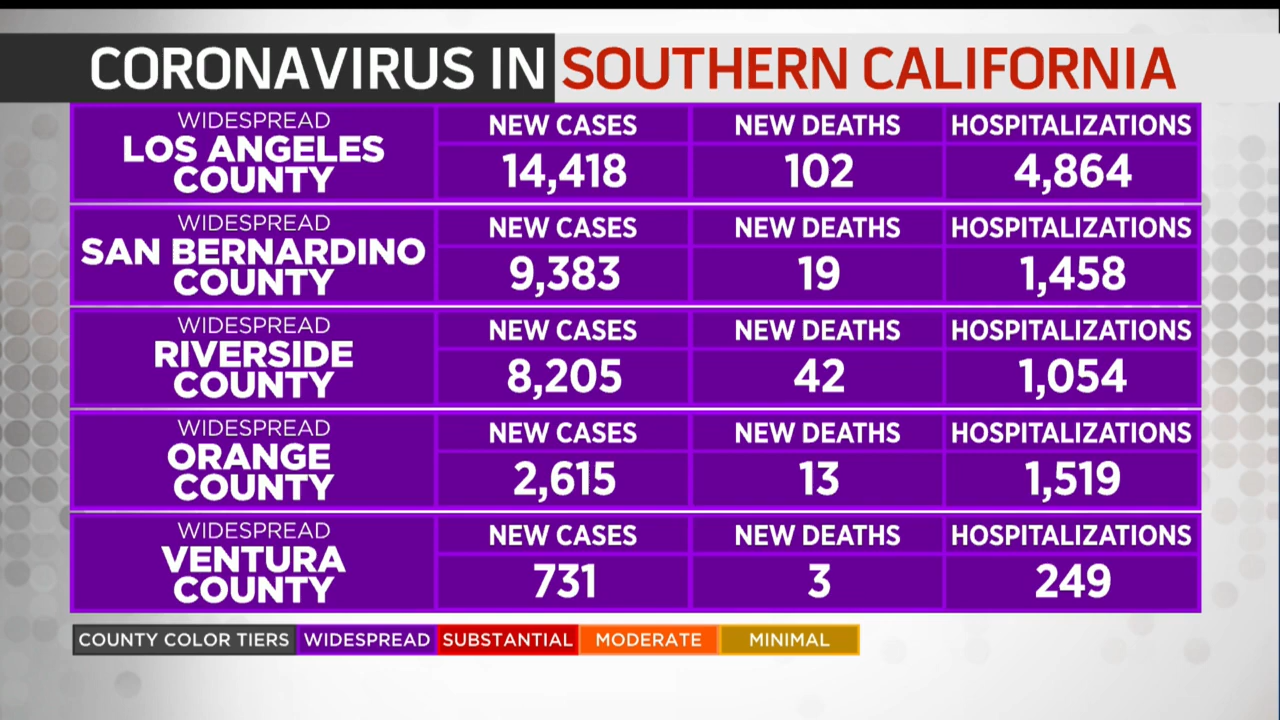 CORONAVIRUS IN SOUTHERN CALIFORNIA
WIDESPREAD
LOS ANGELES
COUNTY
NEW CASES
14,418
NEW DEATHS
102
HOSPITALIZATIONS
4,864
WIDESPREAD
SAN BERNARDINO
COUNTY
NEW CASES
9,383
NEW DEATHS
19
HOSPITALIZATIONS
1,458
WIDESPREAD
RIVERSIDE
COUNTY
NEW CASES
8,205
NEW DEATHS
42
HOSPITALIZATIONS
1,054
WIDESPREAD
ORANGE
COUNTY
NEW CASES
2,615
NEW DEATHS
13
HOSPITALIZATIONS
1,519
WIDESPREAD
VENTURA
COUNTY
NEW CASES
731
NEW DEATHS
3
HOSPITALIZATIONS
249
COUNTY COLOR TIERS WIDESPREAD SUBSTANTIAL MODERATE MINIMAL